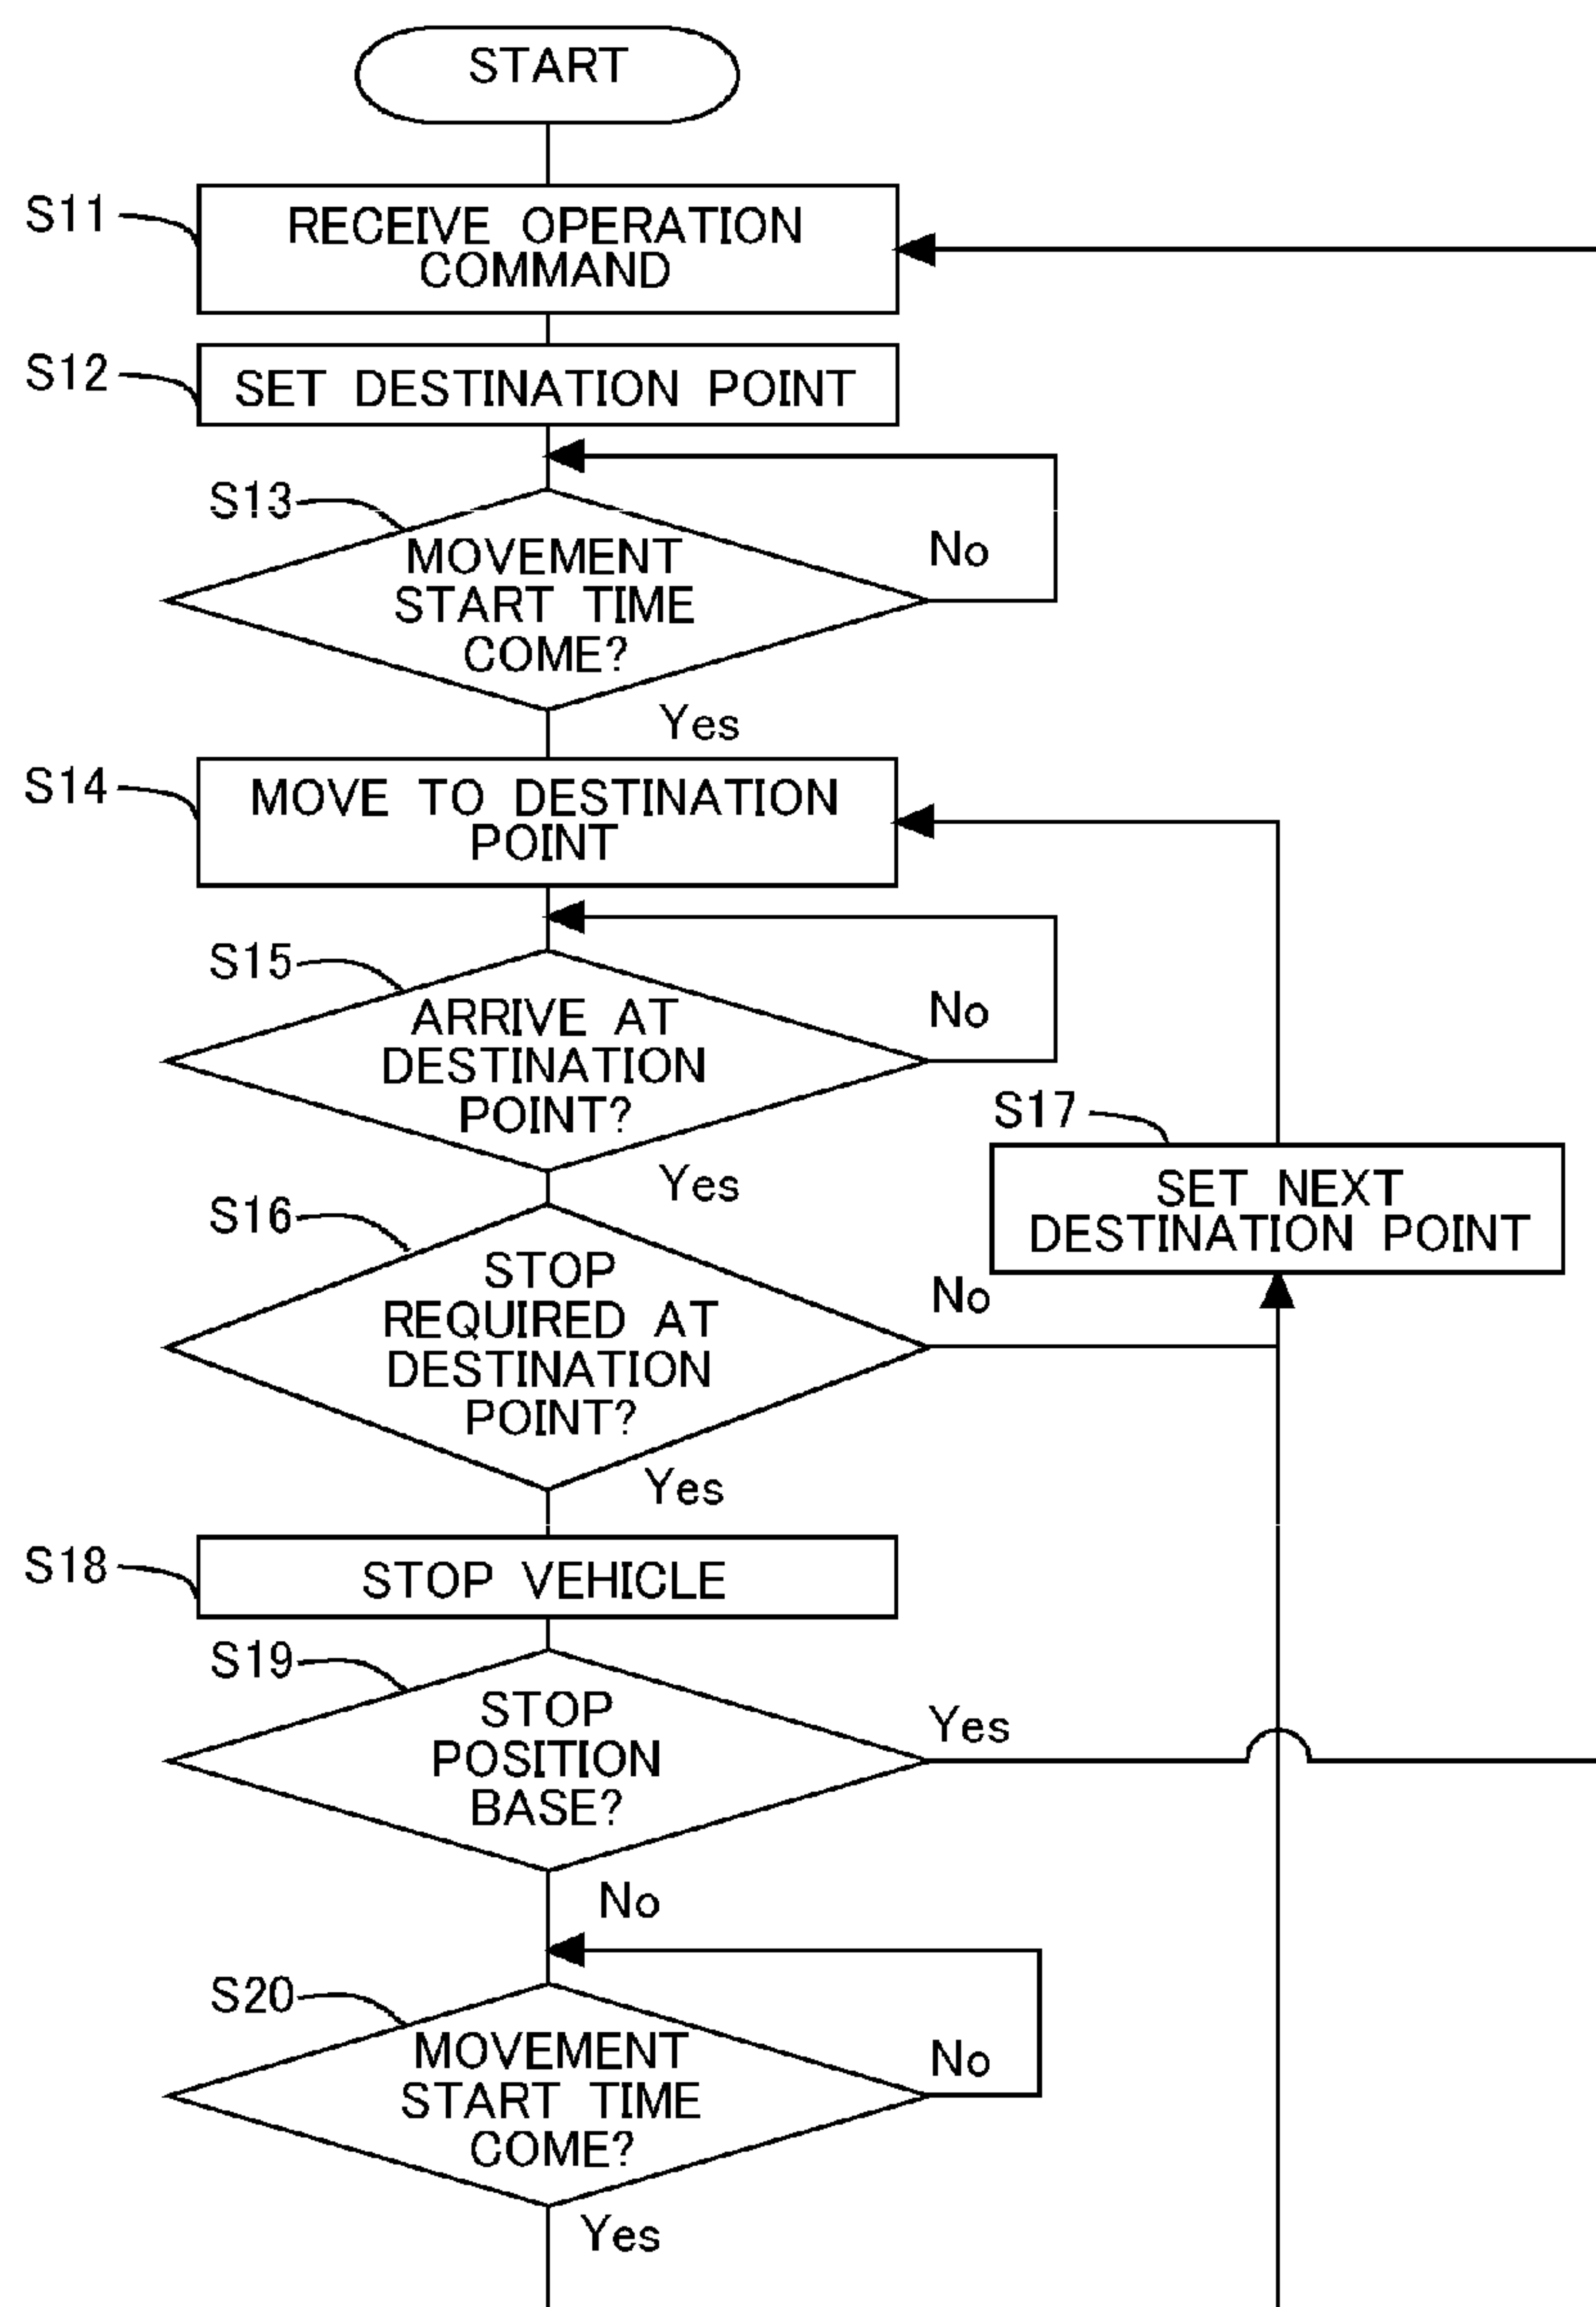 START
S11
RECEIVE OPERATION
COMMAND
S12
SET DESTINATION POINT
S13
MOVEMENT
START TIME
COME?
No
Yes
S14
MOVE TO DESTINATION
POINT
S15
ARRIVE AT
DESTINATION
POINT?
No
Yes
S17
SET NEXT
DESTINATION POINT
S16
STOP
REQUIRED AT
DESTINATION
POINT?
No
Yes
S18
STOP VEHICLE
S19
STOP
POSITION
BASE?
Yes
No
S20
MOVEMENT
START TIME
COME?
No
Yes